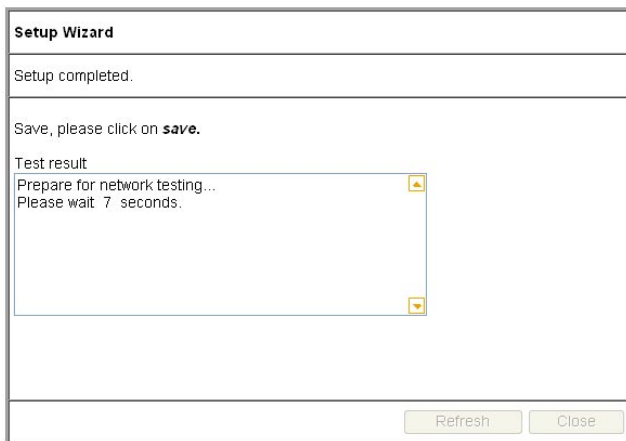 Setup Wizard
Setup completed.
Save, please click on save.
Test result
Prepare for network testing...
Please wait  7  seconds.
Refresh
Close